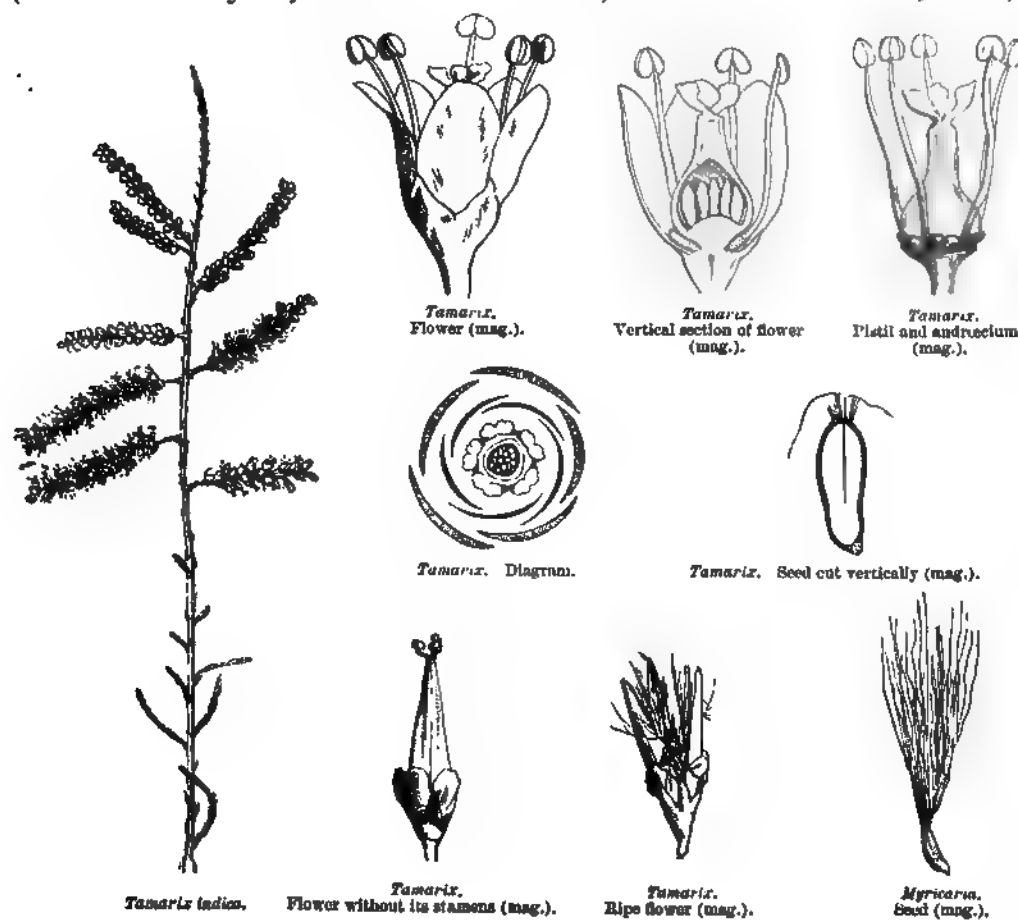 Tamarix.
Flower (mag.).
Tamarix.
Vertical section of flower
(mag.).
Tamarix.
Pistil and andrœcium
(mag.).
Tamarix. Diagram.
Tamarix. Seed cut vertically (mag.).
Tamarix indica.
Tamarix.
Flower without its stamens (mag.).
Tamarix.
Ripe flower (mag.).
Myricaria.
Seed (mag.).